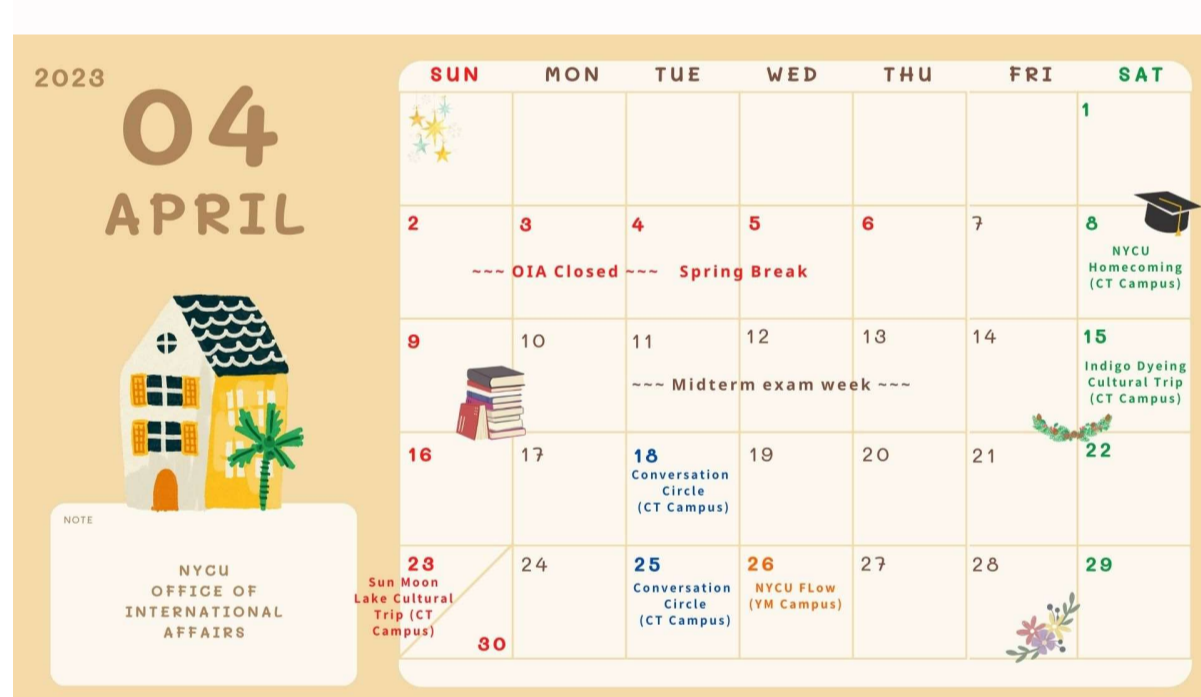 2023
04
APRIL
SUN MON TUE WED THU FRI SAT
1
2 3 4 5 6 7 8
~~~ OIA Closed ~~~ Spring Break
NYCU
Homecoming
(CT Campus)
9 10 11 12 13 14 15
~~~ Midterm exam week ~~~
Indigo Dyeing
Cultural Trip
(CT Campus)
16 17 18 19 20 21 22
Conversation
Circle
(CT Campus)
23 24 25 26 27 28 29
Sun Moon
Lake Cultural
Trip (CT
Campus)
Conversation
Circle
(CT Campus)
NYCU FLow
(YM Campus)
30
NOTE
NYCU
OFFICE OF
INTERNATIONAL
AFFAIRS